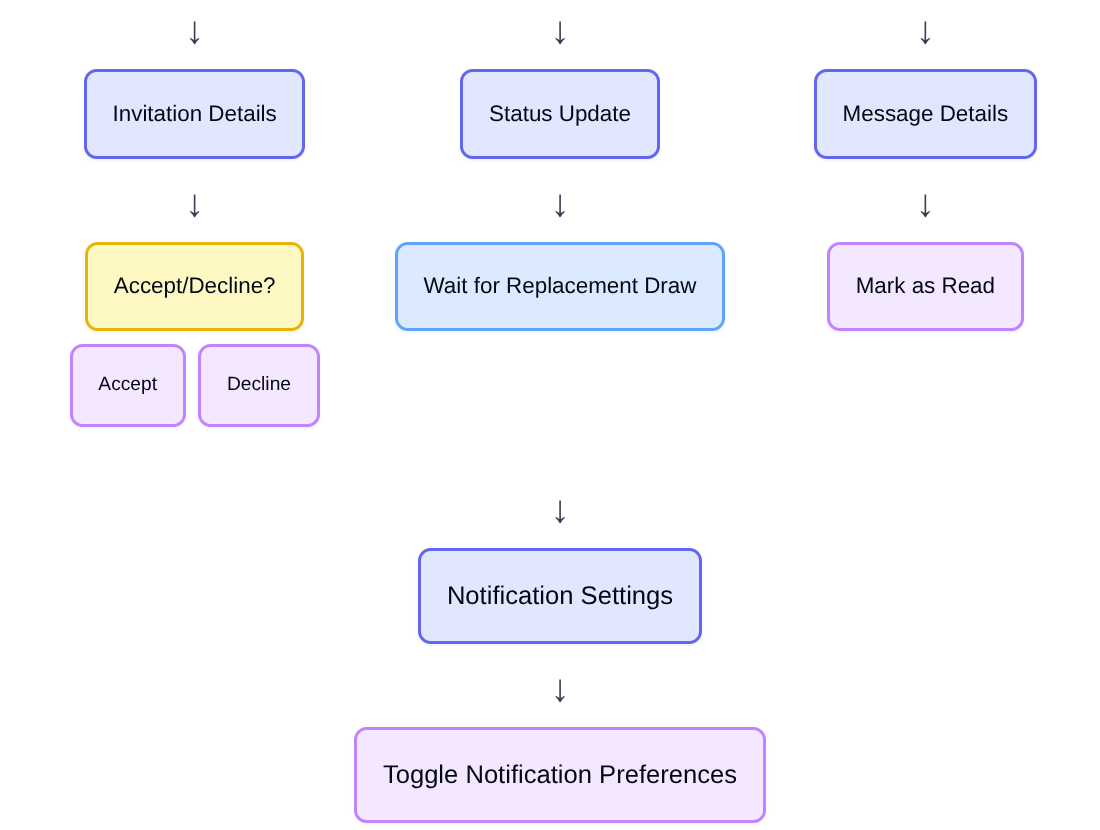 ↓ ↓ ↓
Invitation Details
Status Update
Message Details
↓ ↓ ↓
Accept/Decline?
Wait for Replacement Draw
Mark as Read
Accept
Decline
↓
Notification Settings
↓
Toggle Notification Preferences